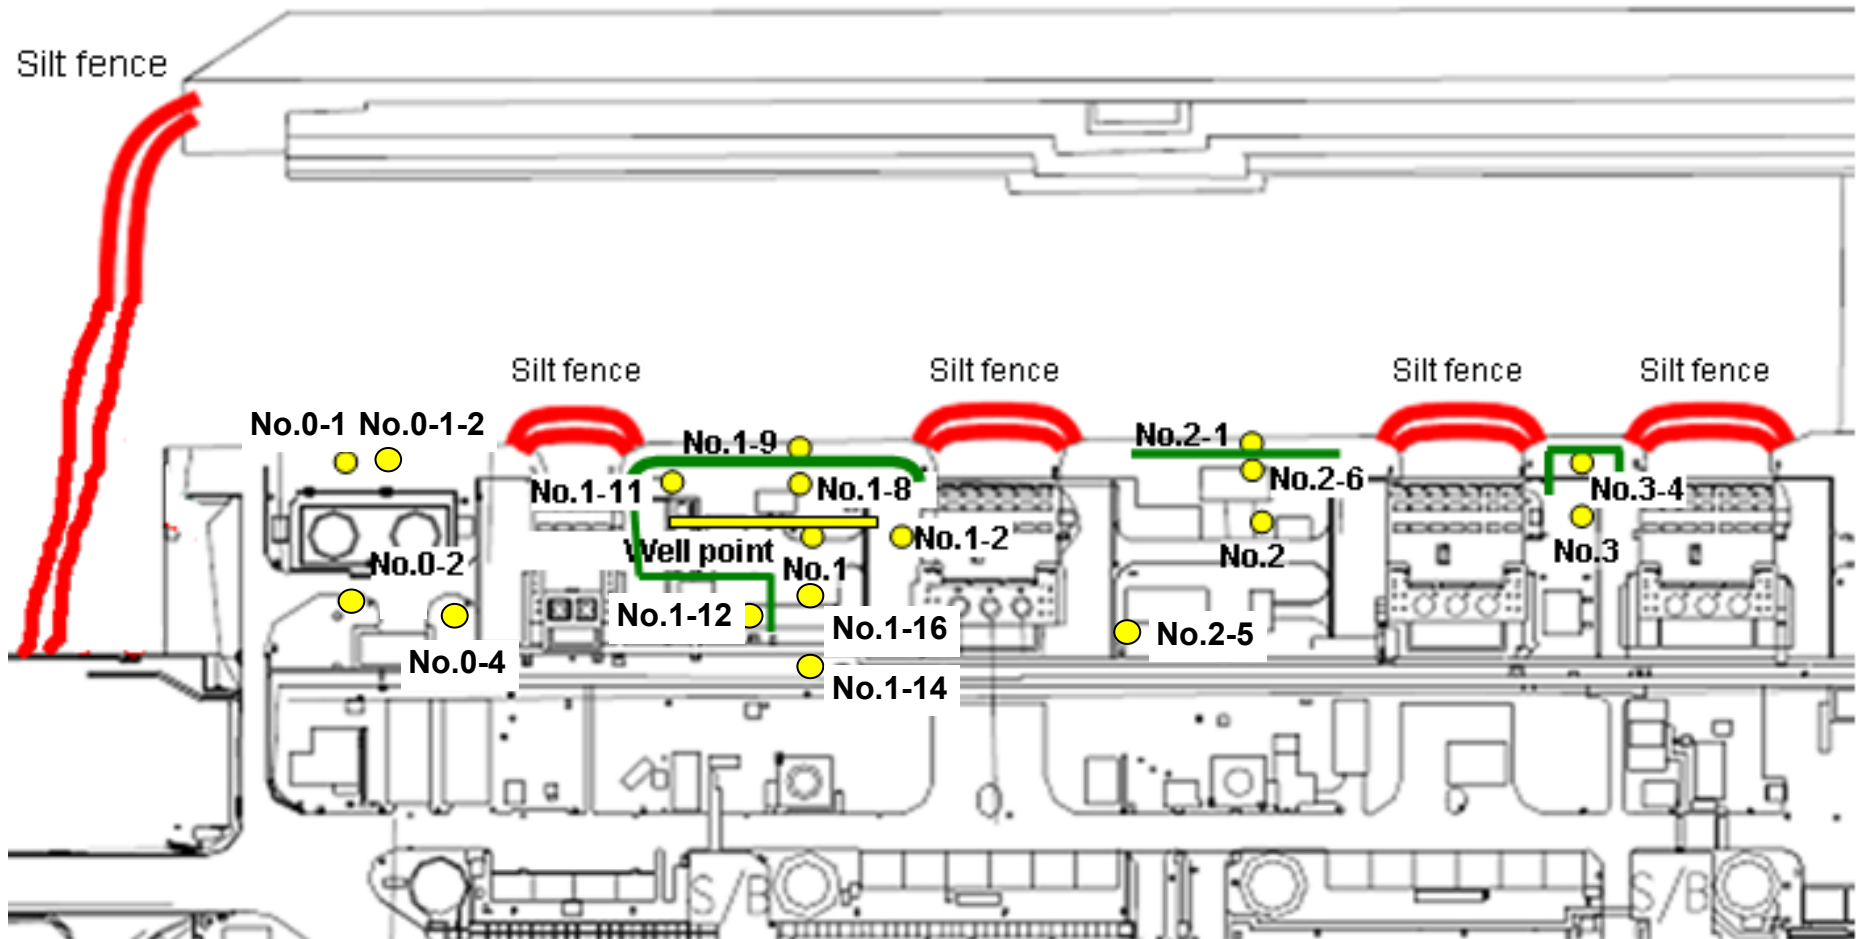 Silt fence
Silt fence
Silt fence
Silt fence
Silt fence
No.0-1 No.0-1-2
No.1-9
No.2-1
No.1-11
No.1-8
No.2-6
No.3-4
No.1-2
Well point
No.0-2
No.1
No.2
No.3
No.1-12
No.1-16
No.2-5
No.0-4
No.1-14
S/B
S/B